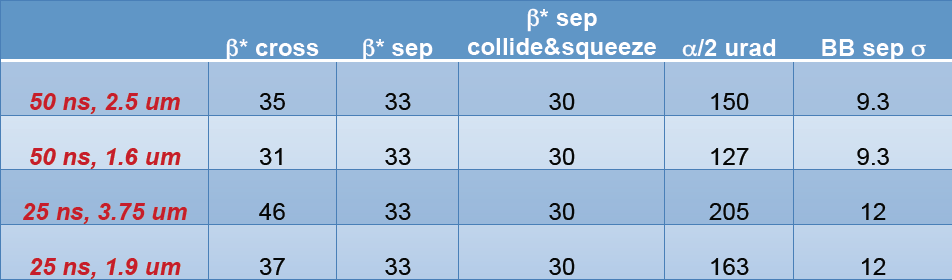 β* cross β* sep β* sep collide&squeeze α/2 urad BB sep σ
50 ns, 2.5 um 35 33 30 150 9.3
50 ns, 1.6 um 31 33 30 127 9.3
25 ns, 3.75 um 46 33 30 205 12
25 ns, 1.9 um 37 33 30 163 12